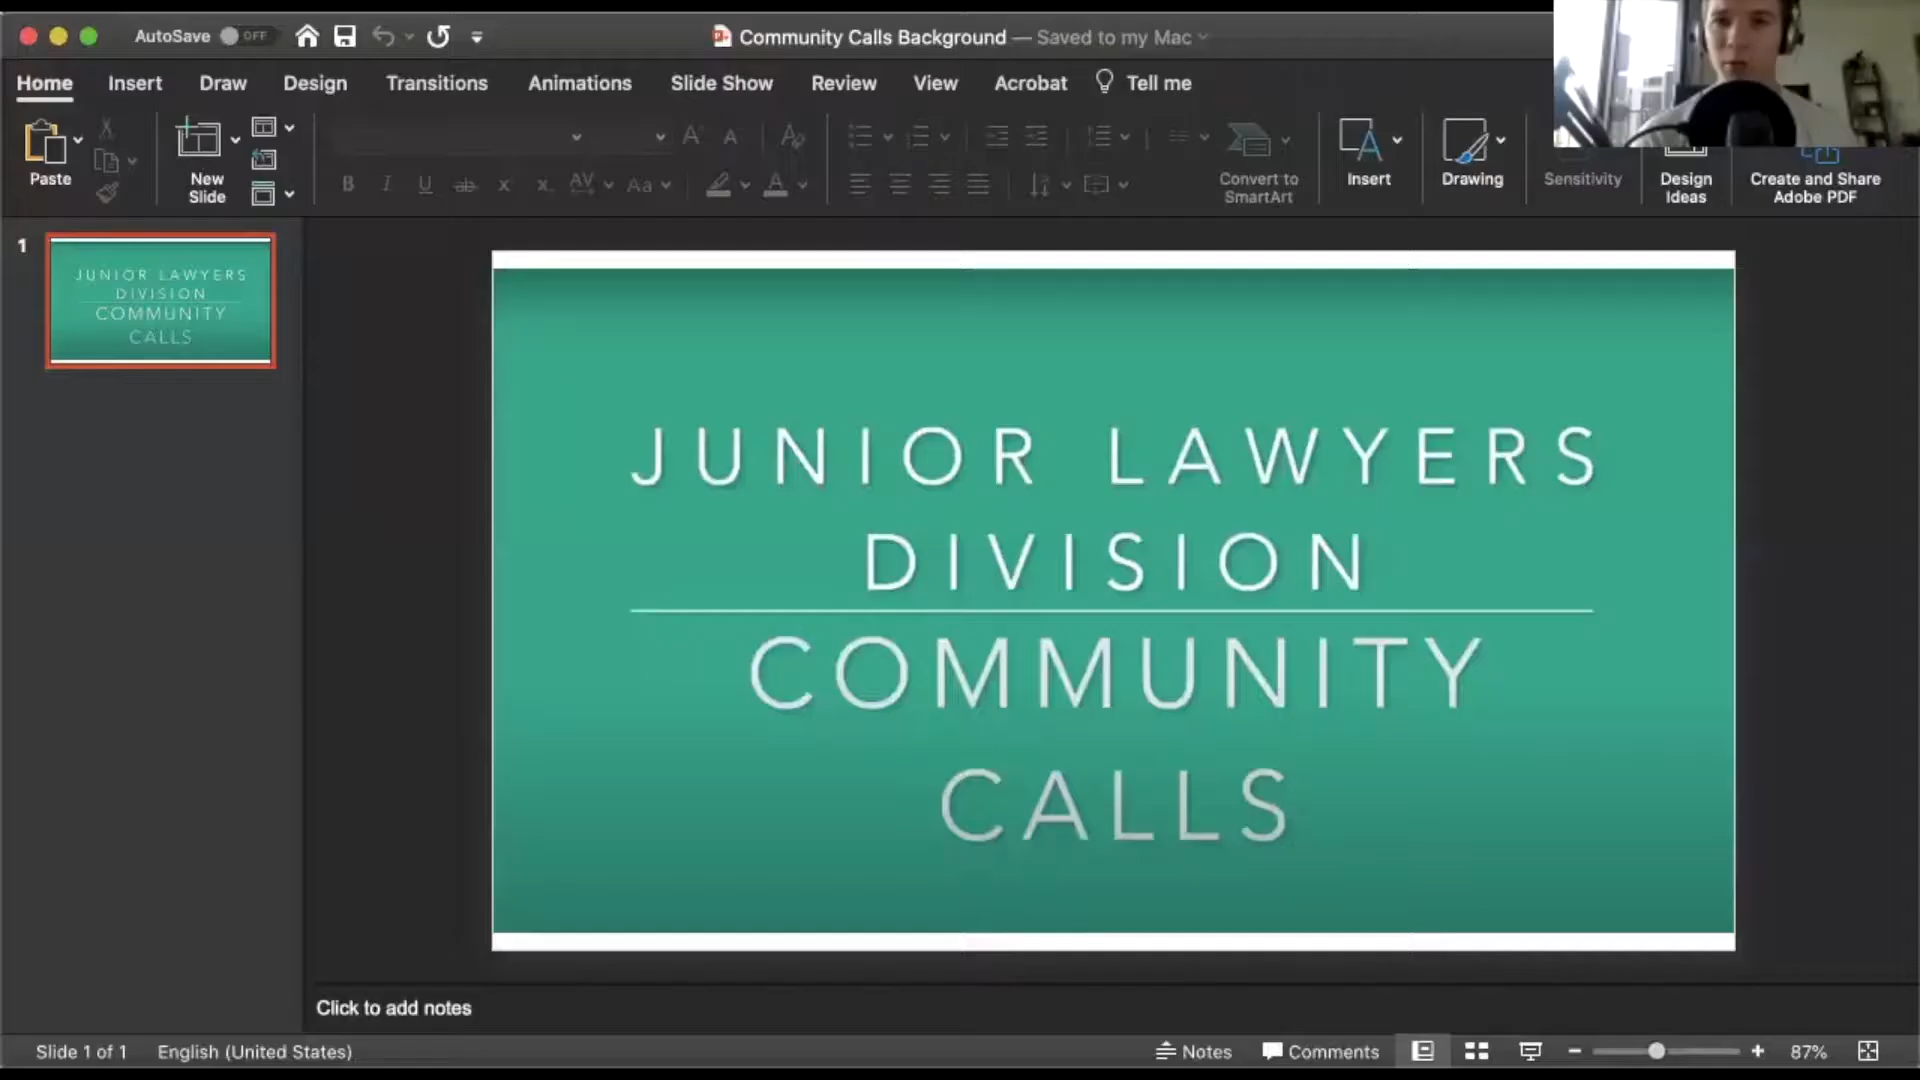 AutoSave OFF
Community Calls Background — Saved to my Mac
Home Insert Draw Design Transitions Animations Slide Show Review View Acrobat Tell me
Paste
New
Slide
B I U ab X X AV Aa A
Convert to
SmartArt
Insert
Drawing
Sensitivity
Design
Ideas
Create and Share
Adobe PDF
1
JUNIOR LAWYERS
DIVISION
COMMUNITY
CALLS
JUNIOR LAWYERS
DIVISION
COMMUNITY
CALLS
Click to add notes
Slide 1 of 1 English (United States) Notes Comments 87%